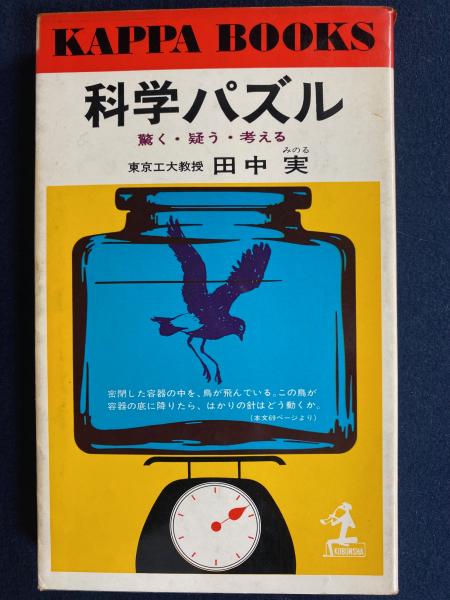 KAPPA BOOKS
科学パズル
驚く・疑う・考える
みのる
東京工大教授 田中 実
密閉した容器の中を、鳥が飛んでいる。この鳥が
容器の底に降りたら、はかりの針はどう動くか。
(本文69ページより)
KOBUNSHA